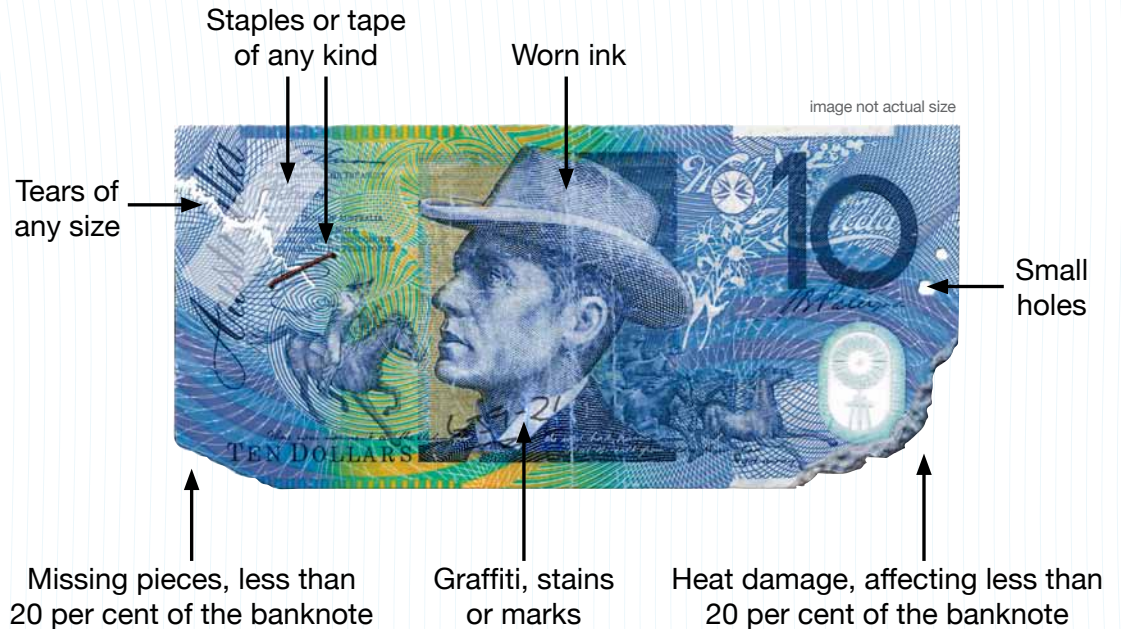 Staples or tape
of any kind
Worn ink
image not actual size
Tears of
any size
10
Small
holes
TEN DOLLARS
Missing pieces, less than
20 per cent of the banknote
Graffiti, stains
or marks
Heat damage, affecting less than
20 per cent of the banknote